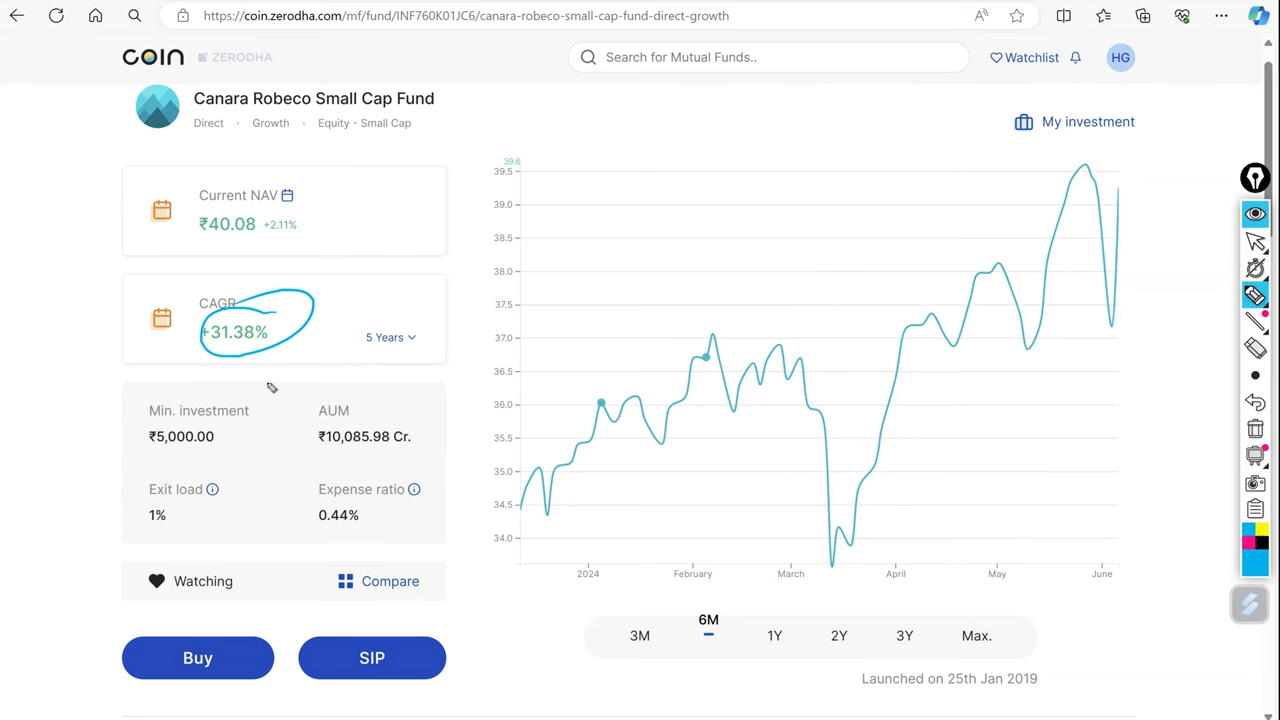 https://coin.zerodha.com/mf/fund/INF760K01JC6/canara-robeco-small-cap-fund-direct-growth
COIN ZERODHA
Search for Mutual Funds..
Watchlist
HG
Canara Robeco Small Cap Fund
Direct Growth Equity - Small Cap
My investment
Current NAV
₹40.08 +2.11%
CAGR
+31.38%
5 Years
Min. investment AUM
₹5,000.00 ₹10,085.98 Cr.
Exit load Expense ratio
1% 0.44%
Watching Compare
Buy SIP
39.6
39.5
39.0
38.5
38.0
37.5
37.0
36.5
36.0
35.5
35.0
34.5
34.0
2024 February March April May June
3M 6M 1Y 2Y 3Y Max.
Launched on 25th Jan 2019